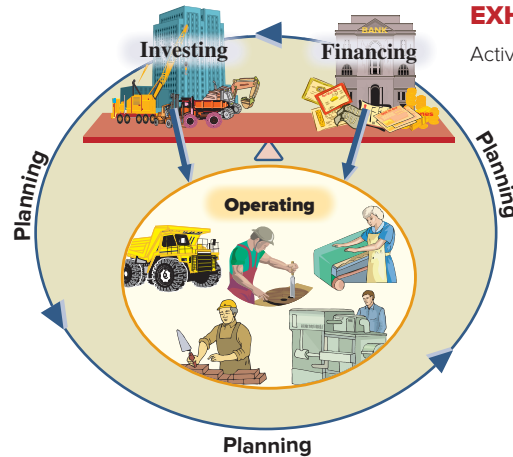 EXH
Activ
BANK
Investing
Financing
Planning
Planning
Operating
Planning